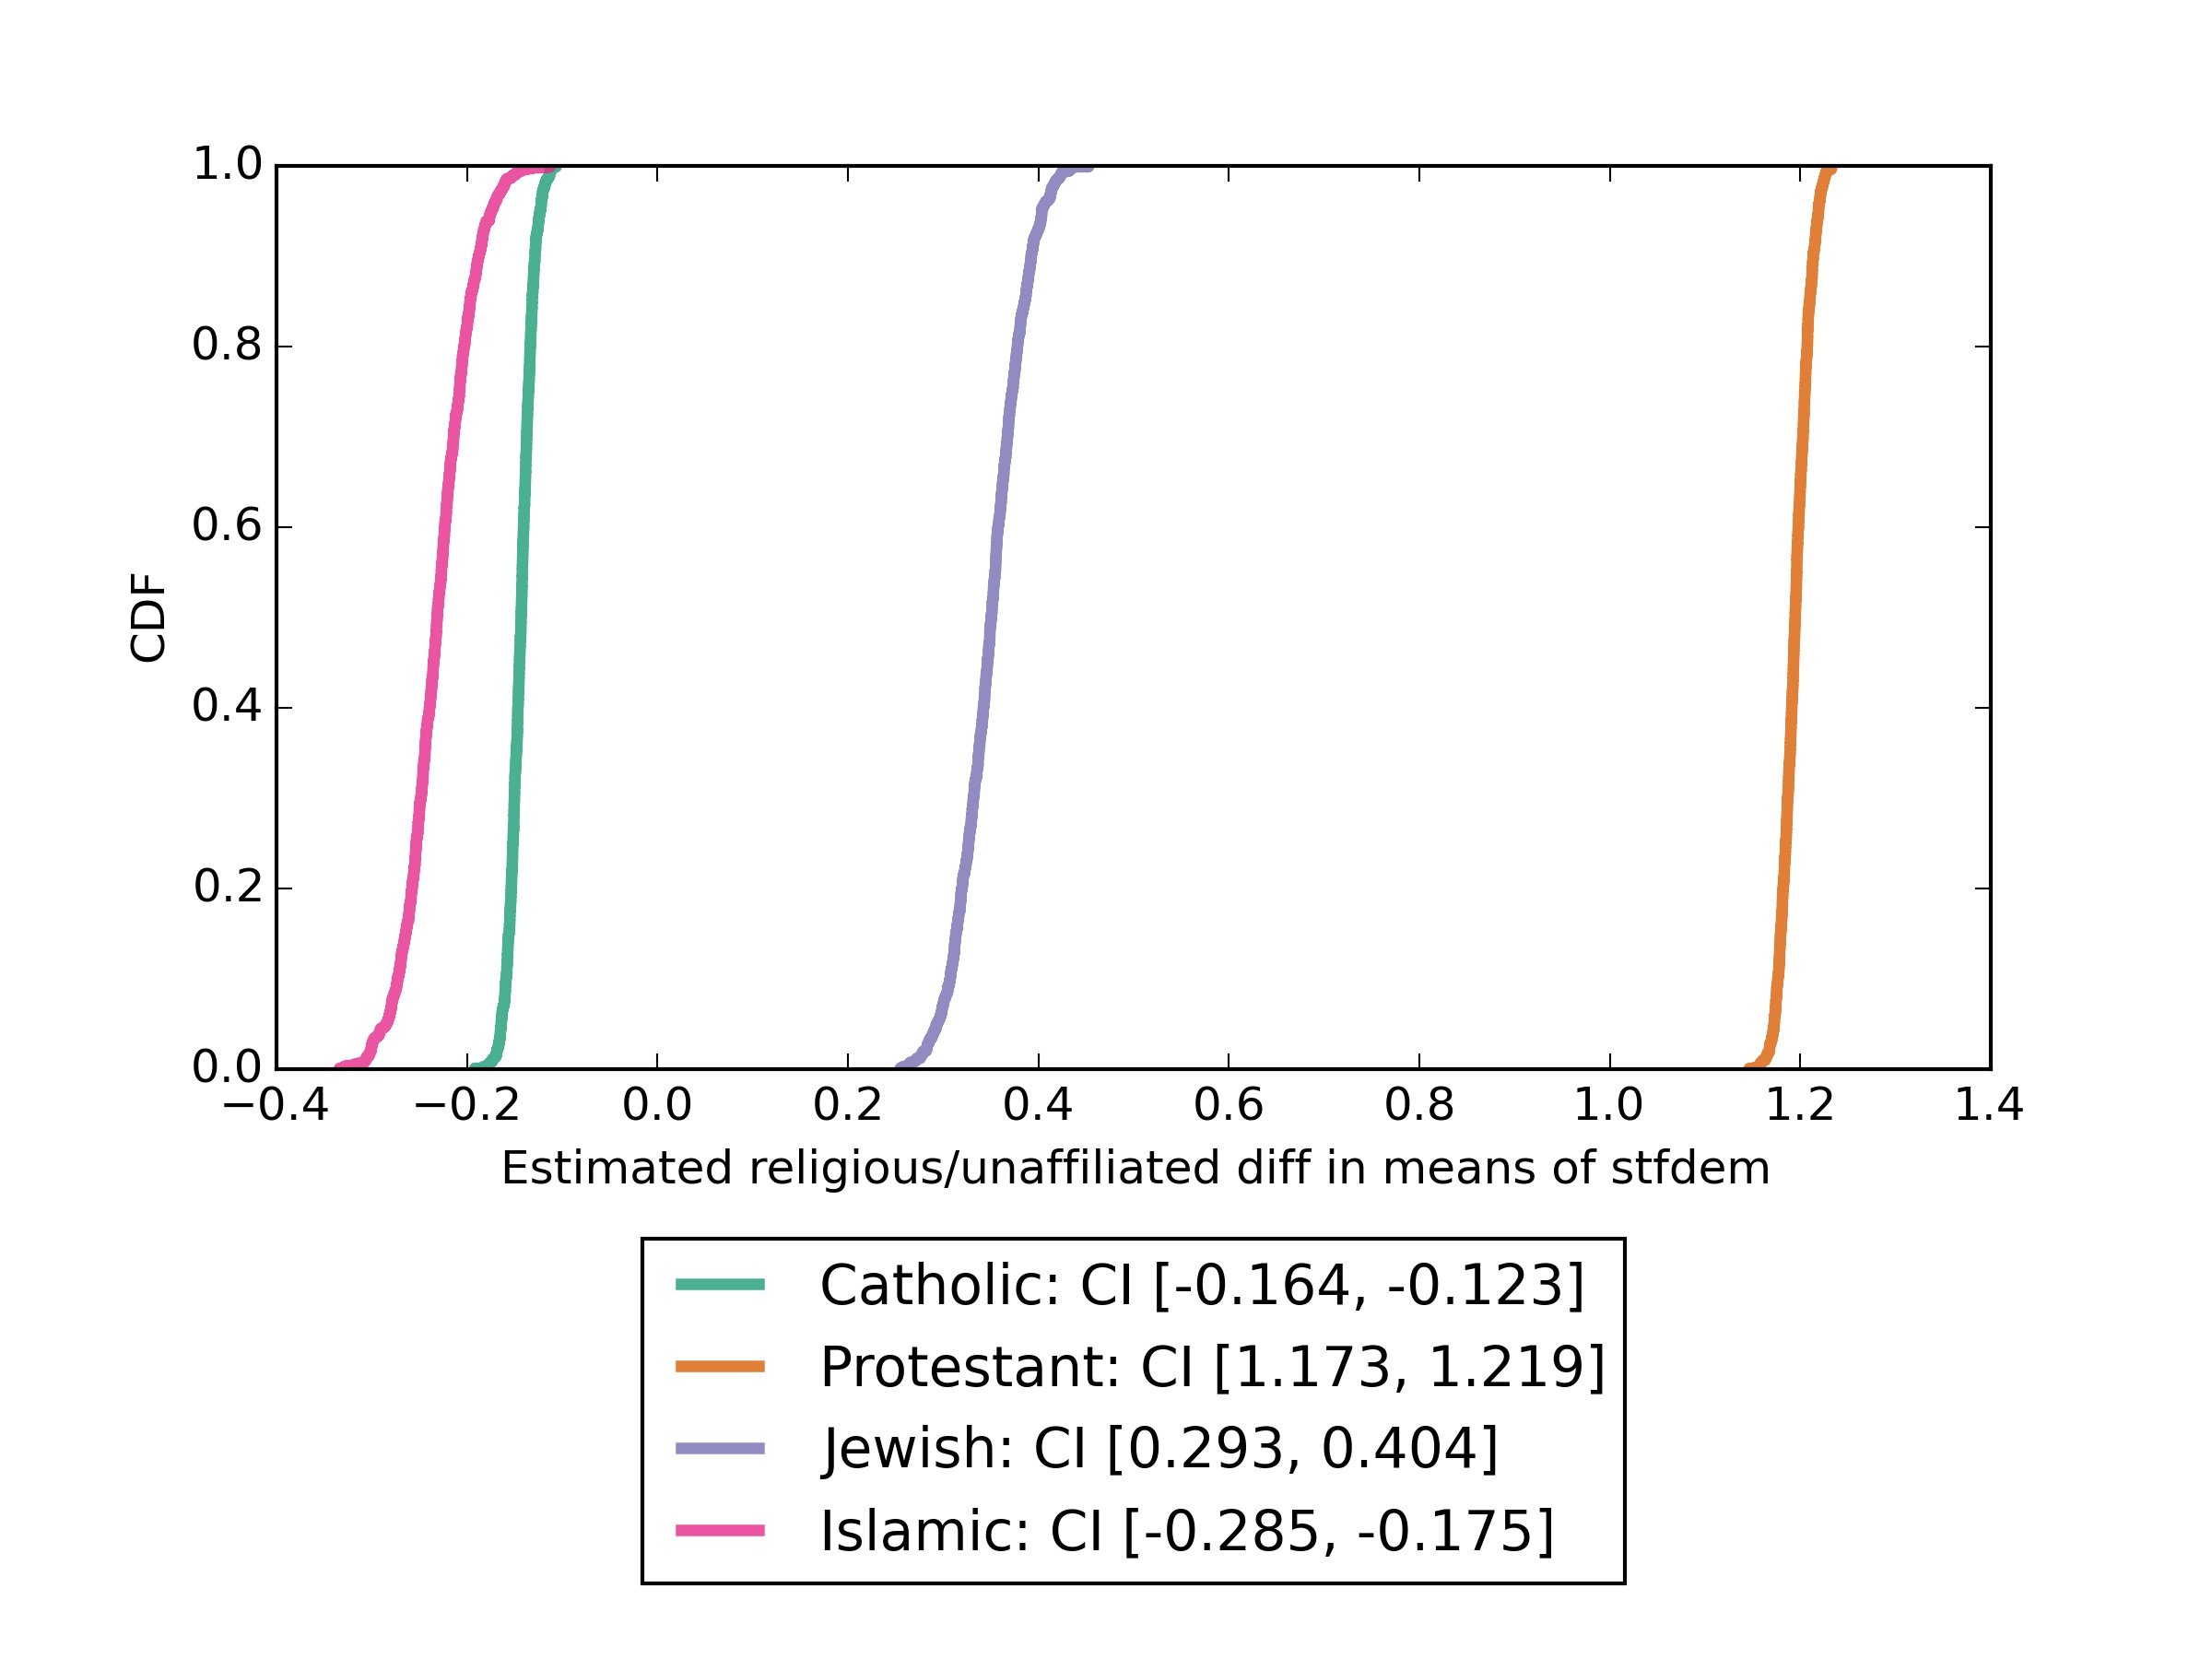 1.0
0.8
0.6
0.4
0.2
0.0
CDF
−0.4 −0.2 0.0 0.2 0.4 0.6 0.8 1.0 1.2 1.4
Estimated religious/unaffiliated diff in means of stfdem
Catholic: CI [-0.164, -0.123]
Protestant: CI [1.173, 1.219]
Jewish: CI [0.293, 0.404]
Islamic: CI [-0.285, -0.175]